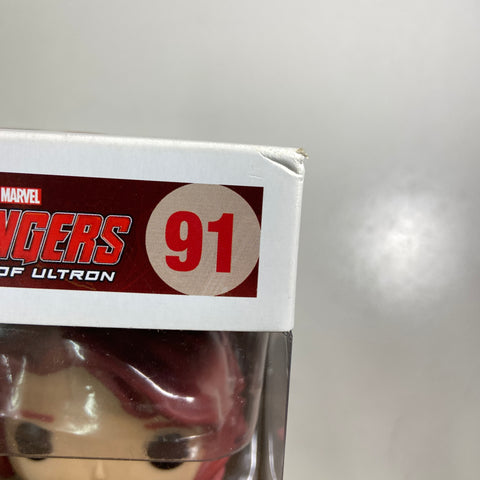 MARVEL
NGERS
OF ULTRON
91